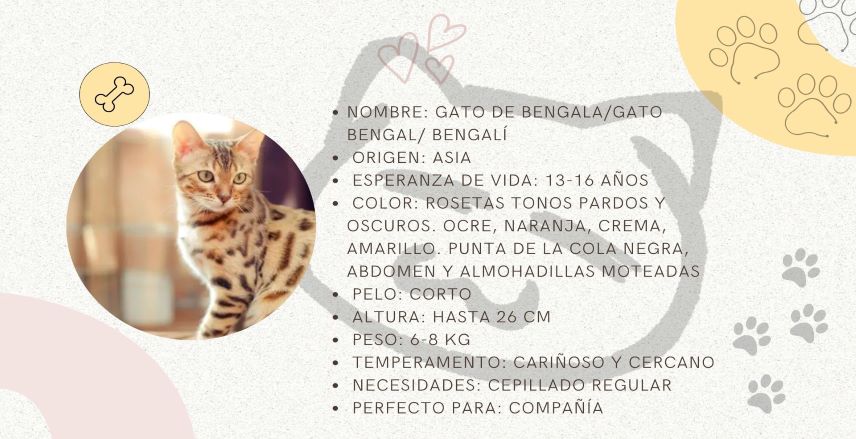 • NOMBRE: GATO DE BENGALA/GATO
BENGAL/ BENGALÍ
• ORIGEN: ASIA
• ESPERANZA DE VIDA: 13-16 AÑOS
• COLOR: ROSETAS TONOS PARDOS Y
OSCUROS. OCRE, NARANJA, CREMA,
AMARILLO. PUNTA DE LA COLA NEGRA,
ABDOMEN Y ALMOHADILLAS MOTEADAS
• PELO: CORTO
• ALTURA: HASTA 26 CM
• PESO: 6-8 KG
• TEMPERAMENTO: CARIÑOSO Y CERCANO
• NECESIDADES: CEPILLADO REGULAR
• PERFECTO PARA: COMPAÑÍA